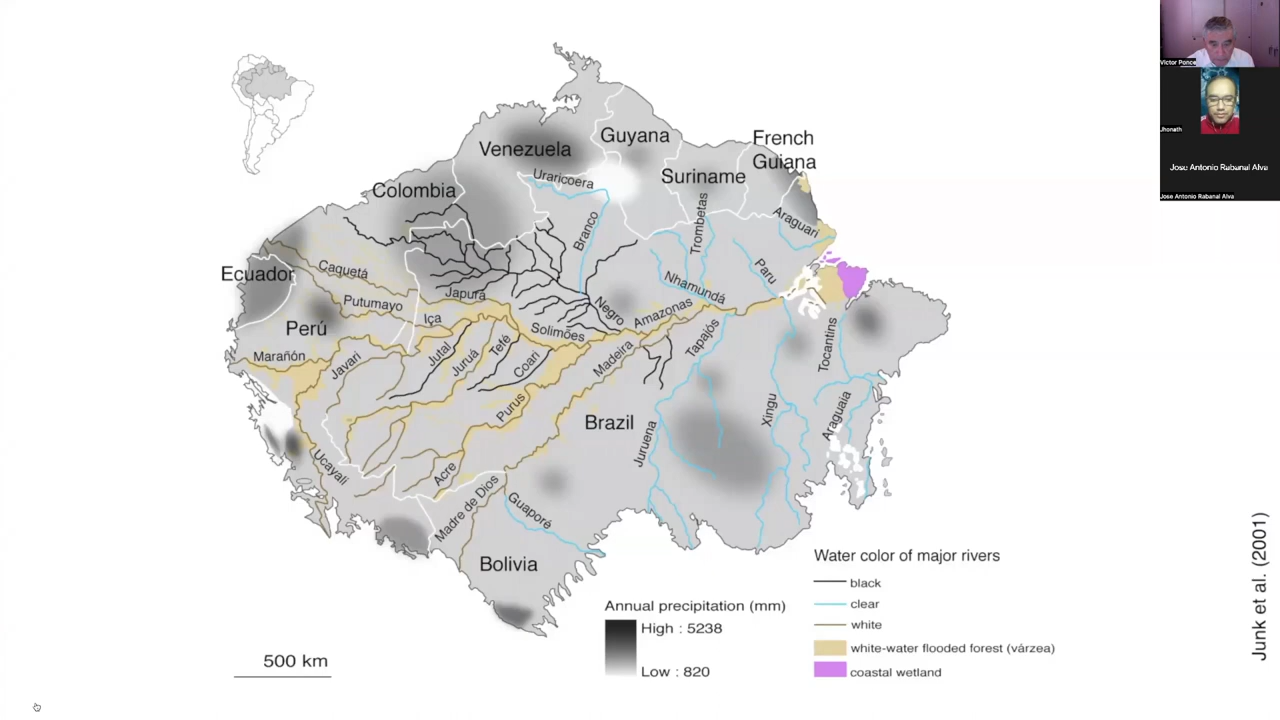 Victor Ponce
Jhonath
Jose Antonio Rabanal Alva
Jose Antonio Rabanal Alva
Guyana
French
Guiana
Venezuela
Suriname
Uraricoera
Colombia
Trombetas
Branco
Araguari
Ecuador
Caquetá
Paru
Japurá
Nhamundá
Putumayo
Negro
Amazonas
Iça
Perú
Solimões
Tapajós
Tocantins
Marañón
Javari
Jutaí
Juruá
Tefé
Coari
Madeira
Purus
Xingu
Araguaia
Brazil
Juruena
Ucayali
Acre
Madre de Dios
Guaporé
Bolivia
Water color of major rivers
black
clear
white
white-water flooded forest (várzea)
coastal wetland
Annual precipitation (mm)
High : 5238
Low : 820
500 km
Junk et al. (2001)